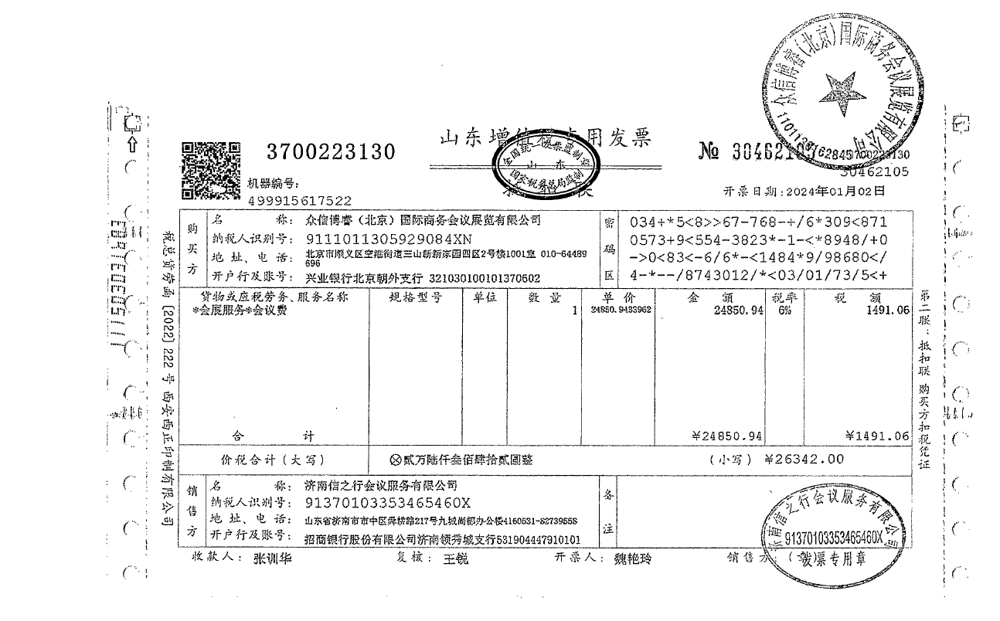 众信博睿(北京)国际商务会议展览有限公司
山东增值税专用发票
3700223130
№
3700223130
30462105
全国统一发票监制章
山东
国家税务总局监制
机器编号:
499915617522
开票日期:2024年01月02日
购买方
名称: 众信博睿(北京)国际商务会议展览有限公司
纳税人识别号: 9111011305929084XN
地址、电话: 北京市顺义区空港街道三山新新家园四区2号楼1001室 010-64489
696
开户行及账号: 兴业银行北京朝外支行 321030100101370602
密码区
034+*5<8>>67-768-+/6*309<871
0573+9<554-3823*-1-<*8948/+0
->0<83<-6/6*-<1484*9/98680</
4-*--/8743012/*<03/01/73/5<+
货物或应税劳务、服务名称 规格型号 单位 数量 单价 金额 税率 税额
*会展服务*会议费 1 24850.9433962 24850.94 6% 1491.06
合计 ¥24850.94 ¥1491.06
价税合计(大写) ⊗贰万陆仟叁佰肆拾贰圆整 (小写) ¥26342.00
销售方
名称: 济南信之行会议服务有限公司
纳税人识别号: 91370103353465460X
地址、电话: 山东省济南市市中区舜耕路217号九城尚都办公楼4160531-82739558
开户行及账号: 招商银行股份有限公司济南领秀城支行531904447910101
备注
收款人: 张训华 复核: 王锐 开票人: 魏艳玲 销售方:(章)
济南信之行会议服务有限公司
91370103353465460X
发票专用章
税总货劳函[2022]222号 西安西正印制有限公司
第二联:抵扣联 购买方扣税凭证